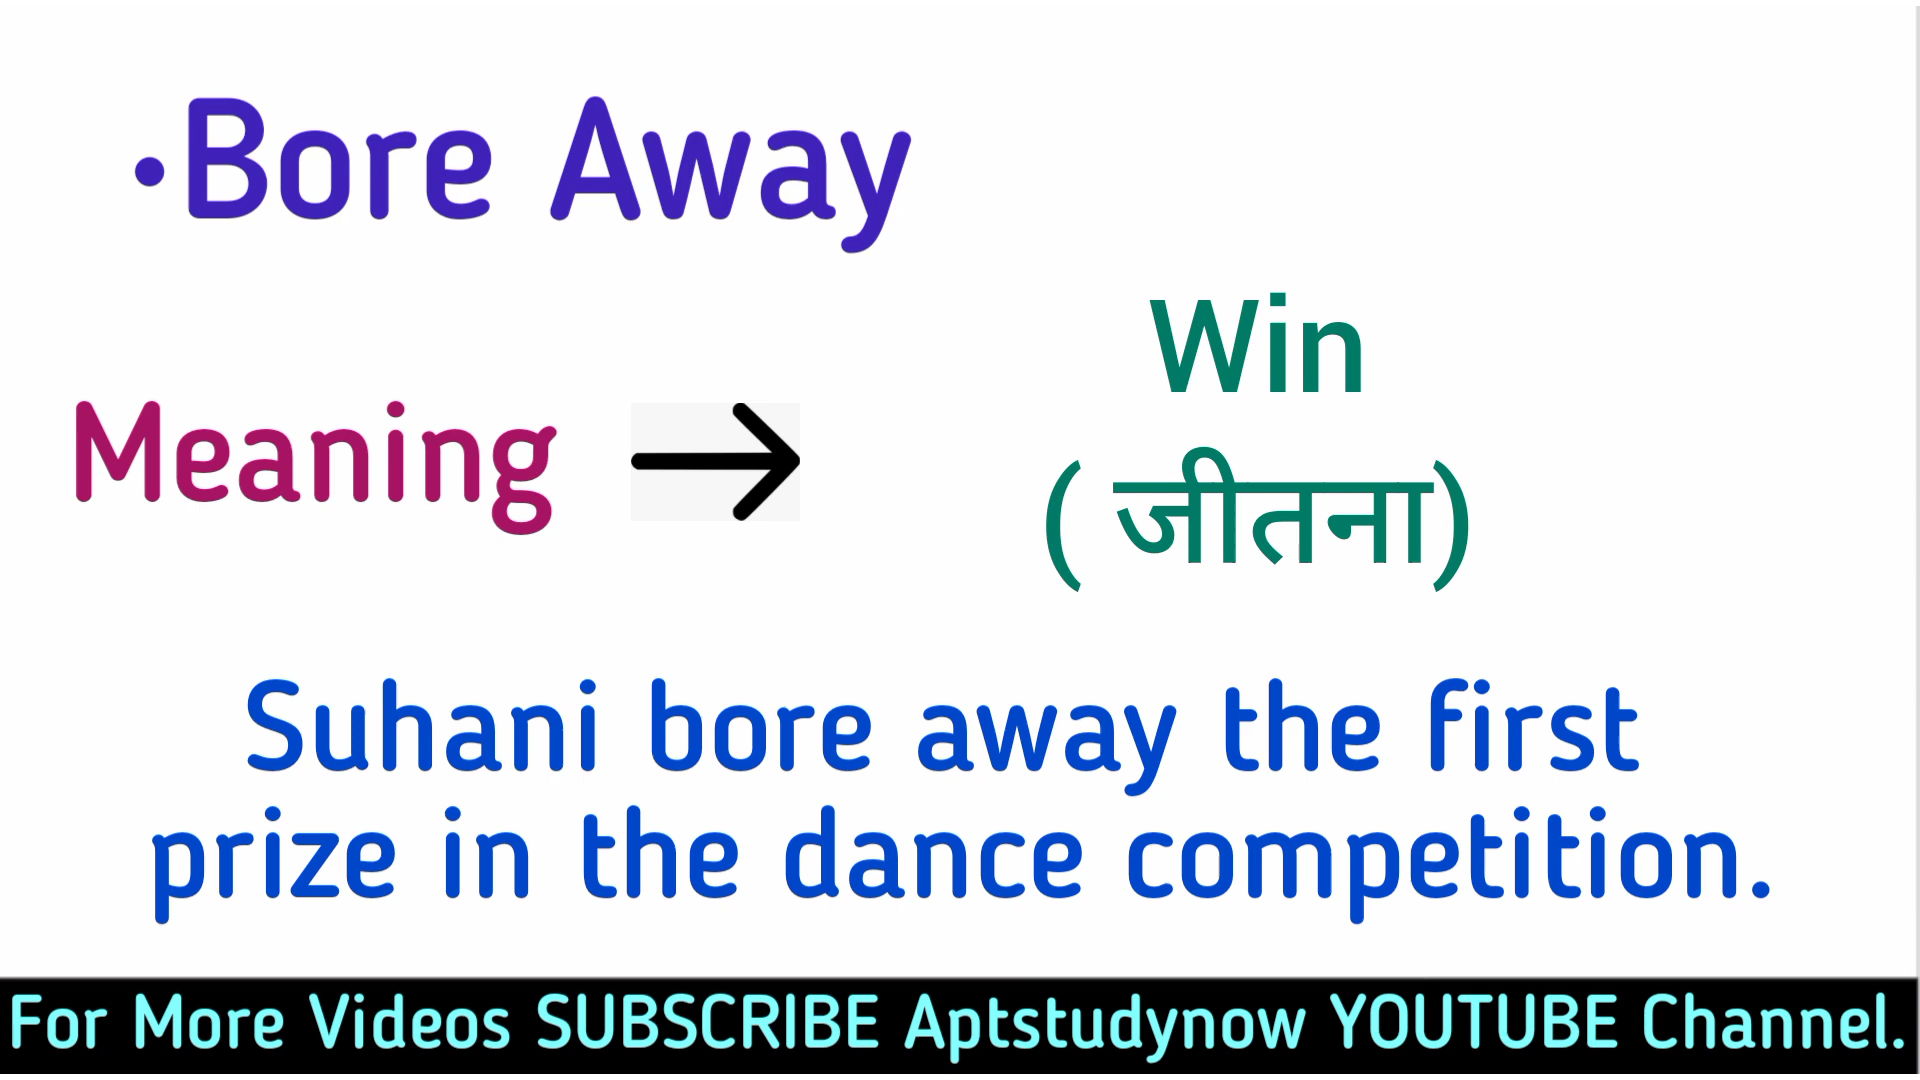 •Bore Away
Win
Meaning →
( जीतना)
Suhani bore away the first
prize in the dance competition.
For More Videos SUBSCRIBE Aptstudynow YOUTUBE Channel.